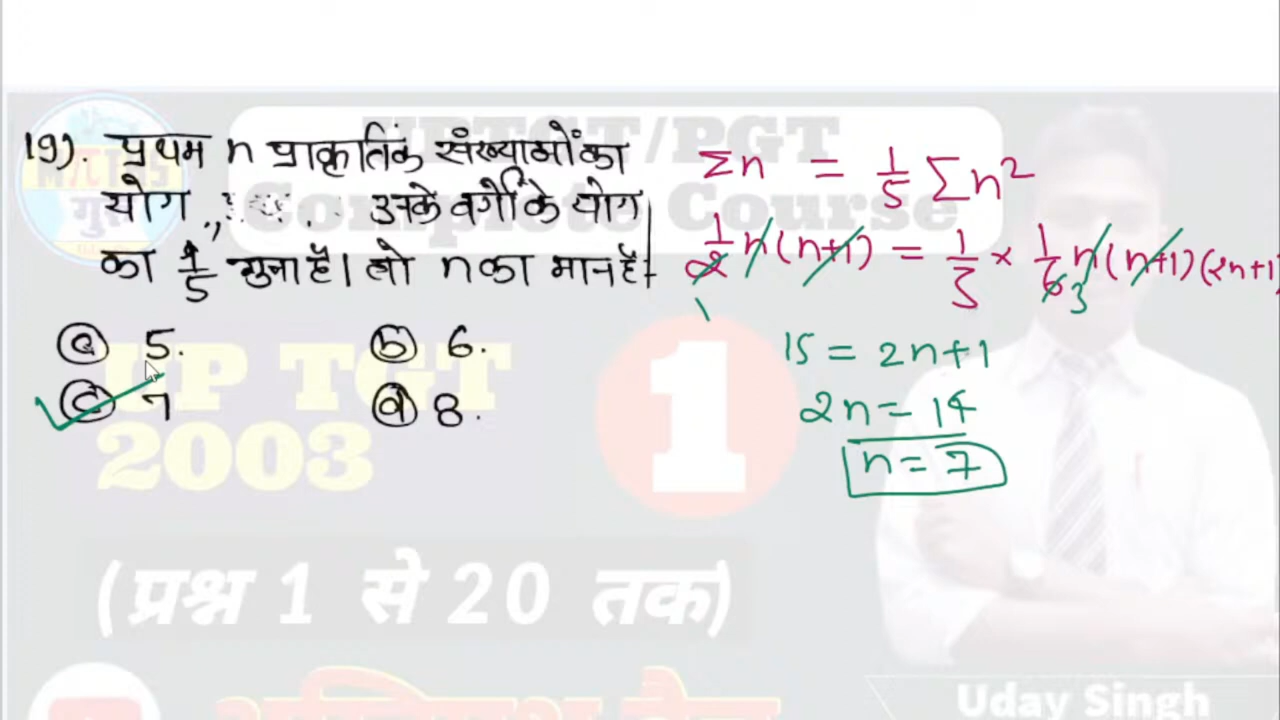 19). प्रथम n प्राकृतिक संख्याओं का
योग उनके वर्गों के योग
का 1/5 गुना है। तो n का मान है-
(a) 5. (b) 6.
(c) 7 (d) 8.
Σn = 1/5 Σn²
1/2 n(n+1) = 1/5 × 1/6 n(n+1)(2n+1)
1 3
15 = 2n+1
2n = 14
n = 7
UPTGT/PGT
Complete Course
गुरु
UP TGT
2003
1
(प्रश्न 1 से 20 तक)
Uday Singh